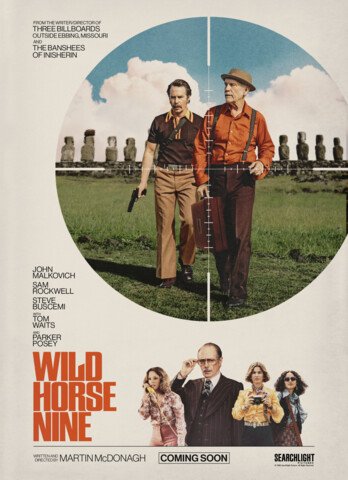 FROM THE WRITER/DIRECTOR OF
THREE BILLBOARDS
OUTSIDE EBBING, MISSOURI
AND
THE BANSHEES
OF INISHERIN
JOHN
MALKOVICH
SAM
ROCKWELL
STEVE
BUSCEMI
WITH
TOM
WAITS
AND
PARKER
POSEY
WILD
HORSE
NINE
WRITTEN AND
DIRECTED BY MARTIN McDONAGH
COMING SOON
SEARCHLIGHT
PICTURES